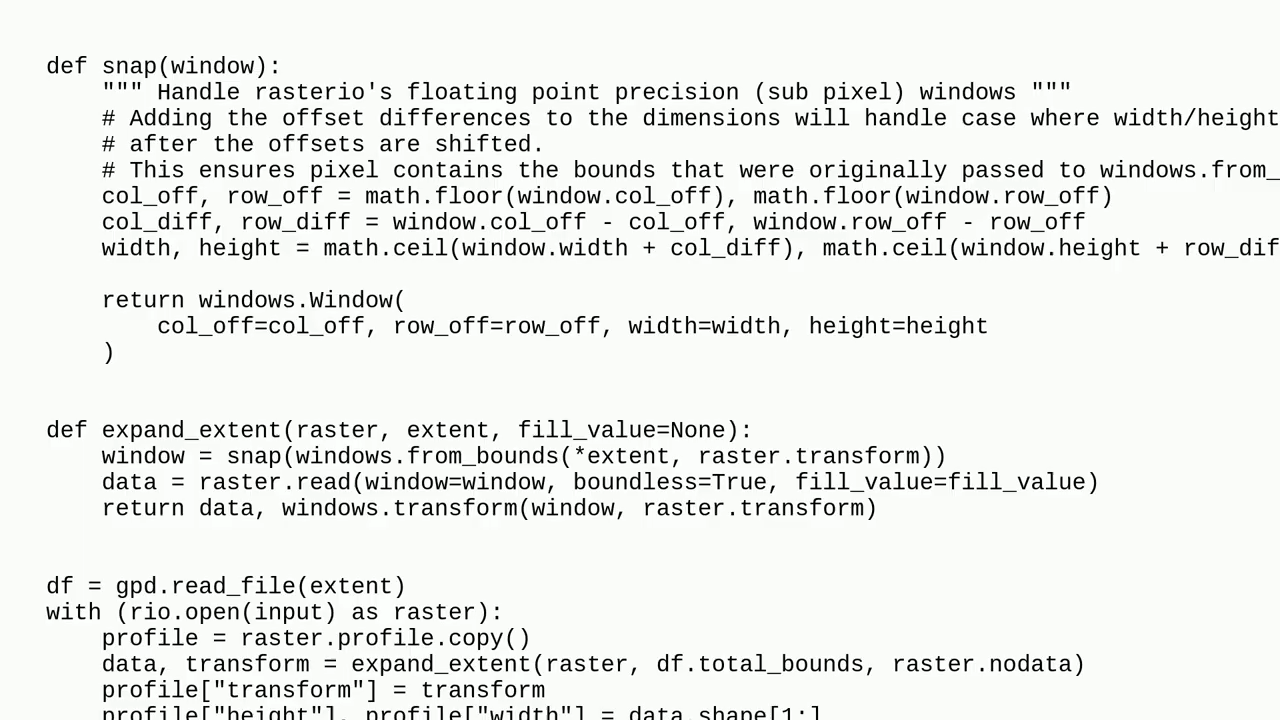 def snap(window):
    """ Handle rasterio's floating point precision (sub pixel) windows """
    # Adding the offset differences to the dimensions will handle case where width/height
    # after the offsets are shifted.
    # This ensures pixel contains the bounds that were originally passed to windows.from_
    col_off, row_off = math.floor(window.col_off), math.floor(window.row_off)
    col_diff, row_diff = window.col_off - col_off, window.row_off - row_off
    width, height = math.ceil(window.width + col_diff), math.ceil(window.height + row_dif
    return windows.Window(
        col_off=col_off, row_off=row_off, width=width, height=height
    )
def expand_extent(raster, extent, fill_value=None):
    window = snap(windows.from_bounds(*extent, raster.transform))
    data = raster.read(window=window, boundless=True, fill_value=fill_value)
    return data, windows.transform(window, raster.transform)
df = gpd.read_file(extent)
with (rio.open(input) as raster):
    profile = raster.profile.copy()
    data, transform = expand_extent(raster, df.total_bounds, raster.nodata)
    profile["transform"] = transform
    profile["height"], profile["width"] = data.shape[1:]